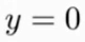 y = 0